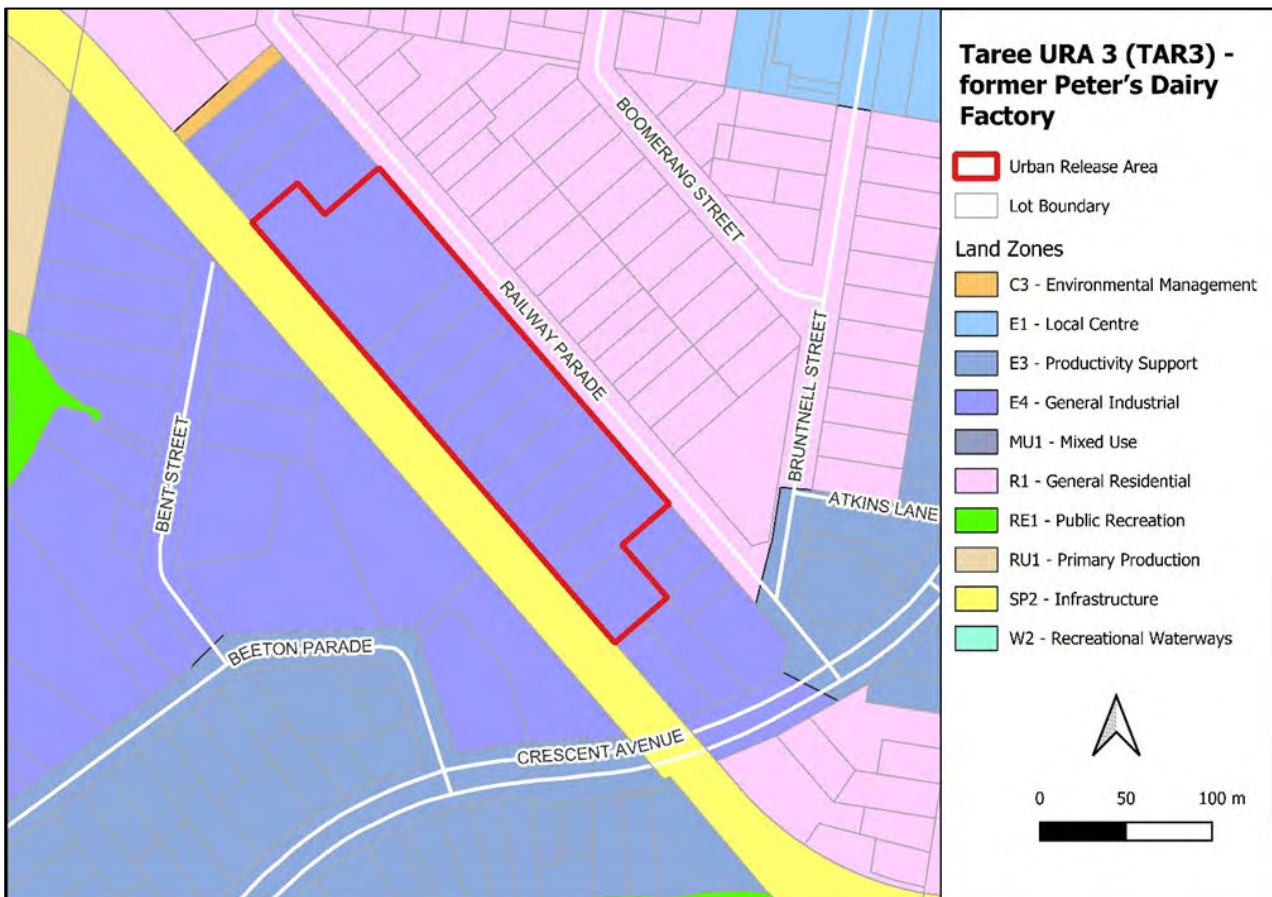 Taree URA 3 (TAR3) -
former Peter's Dairy
Factory
Urban Release Area
Lot Boundary
Land Zones
C3 - Environmental Management
E1 - Local Centre
E3 - Productivity Support
E4 - General Industrial
MU1 - Mixed Use
R1 - General Residential
RE1 - Public Recreation
RU1 - Primary Production
SP2 - Infrastructure
W2 - Recreational Waterways
0 50 100 m
BOOMERANG STREET
RAILWAY PARADE
BRUNTNELL STREET
ATKINS LANE
BENT STREET
BEETON PARADE
CRESCENT AVENUE